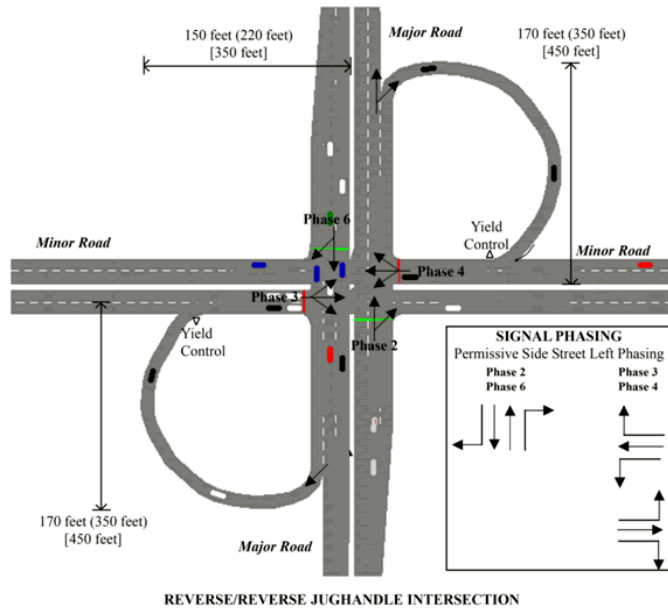 150 feet (220 feet)
[350 feet]
Major Road
170 feet (350 feet)
[450 feet]
Phase 6
Minor Road
Yield
Control
Minor Road
Phase 4
Phase 3
Yield
Control
Phase 2
SIGNAL PHASING
Permissive Side Street Left Phasing
Phase 2
Phase 6
Phase 3
Phase 4
170 feet (350 feet)
[450 feet]
Major Road
REVERSE/REVERSE JUGHANDLE INTERSECTION